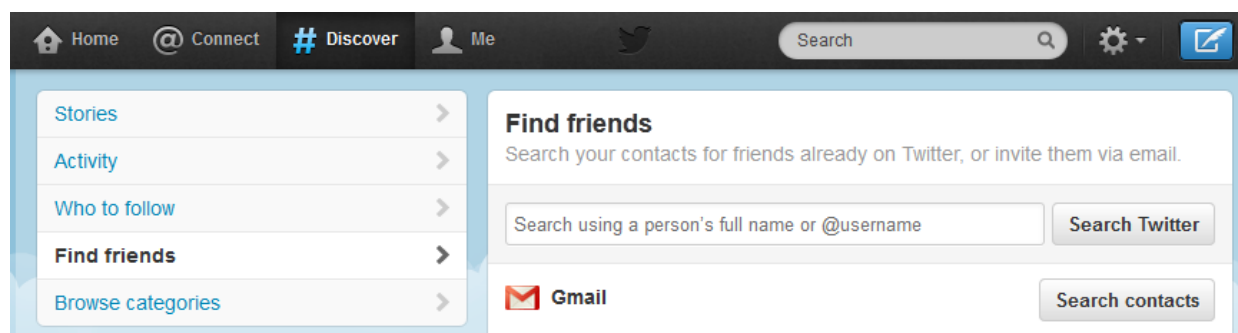 Home @ Connect # Discover Me Search
Stories
Activity
Who to follow
Find friends
Browse categories
Find friends
Search your contacts for friends already on Twitter, or invite them via email.
Search using a person's full name or @username Search Twitter
Gmail Search contacts